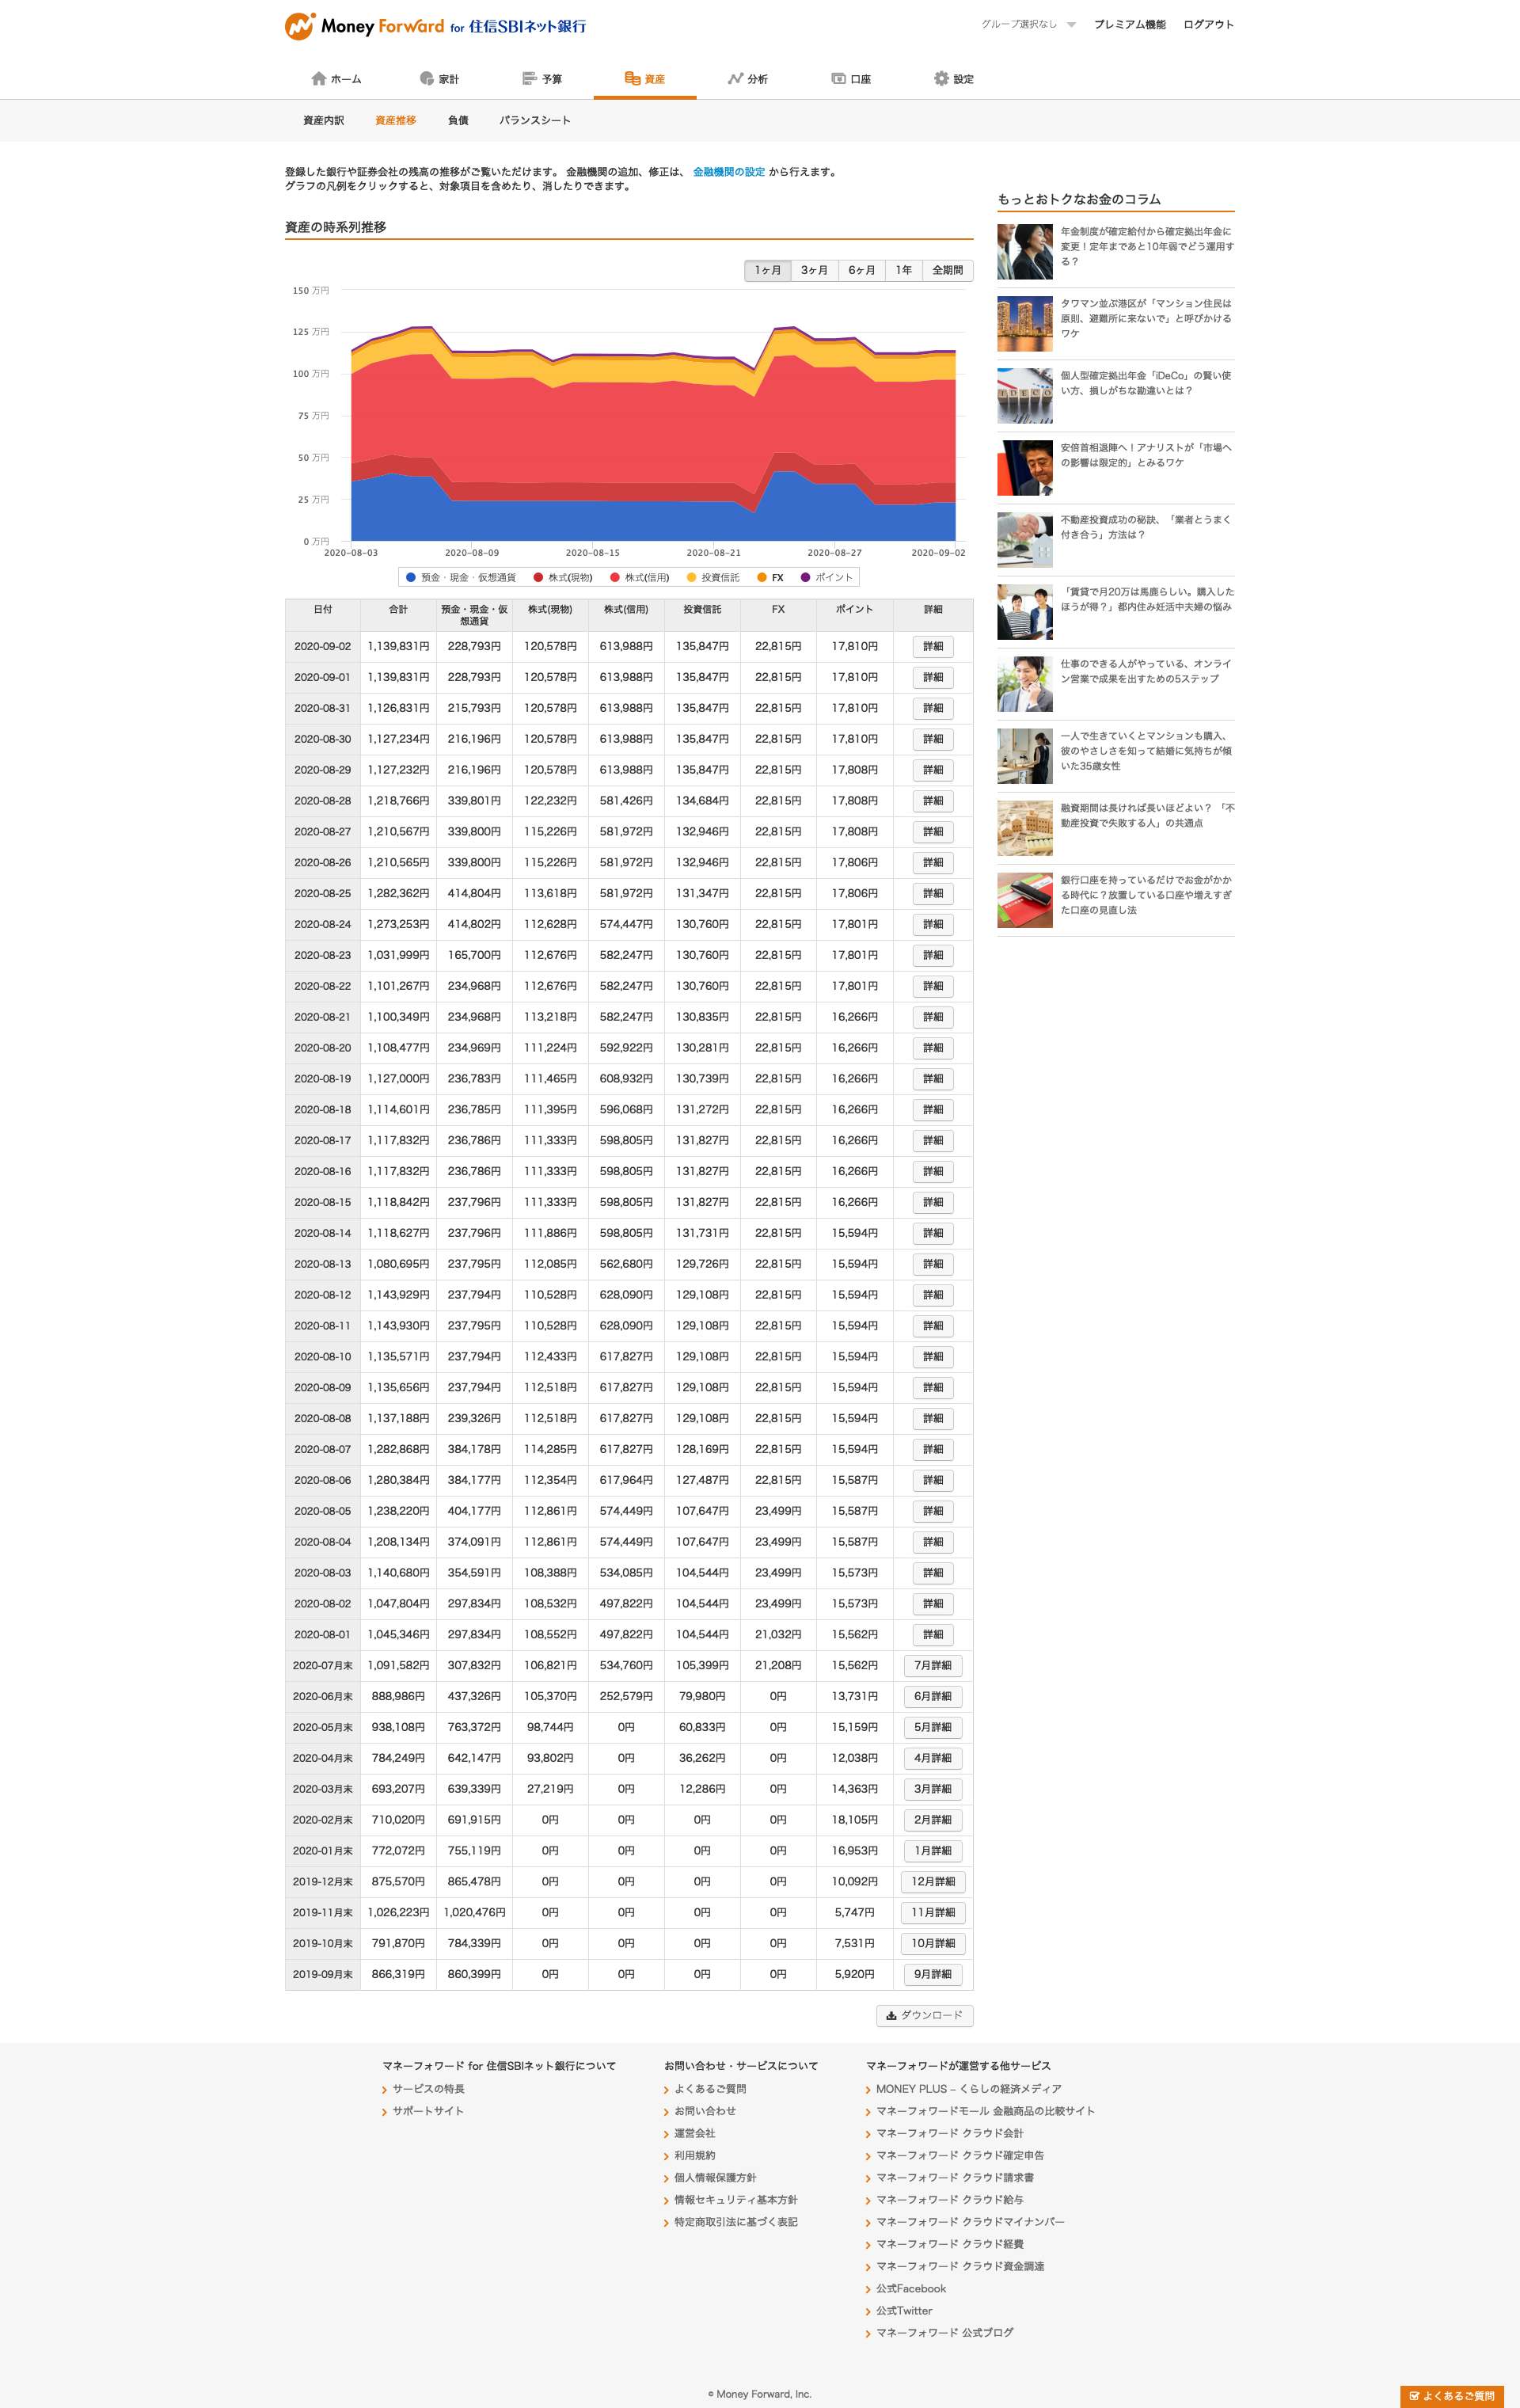 Money Forward for 住信SBIネット銀行
グループ選択なし プレミアム機能 ログアウト
ホーム 家計 予算 資産 分析 口座 設定
資産内訳 資産推移 負債 バランスシート
登録した銀行や証券会社の残高の推移がご覧いただけます。 金融機関の追加、修正は、 金融機関の設定 から行えます。
グラフの凡例をクリックすると、対象項目を含めたり、消したりできます。
資産の時系列推移
1ヶ月 3ヶ月 6ヶ月 1年 全期間
150 万円
125 万円
100 万円
75 万円
50 万円
25 万円
0 万円
2020-08-03 2020-08-09 2020-08-15 2020-08-21 2020-08-27 2020-09-02
預金・現金・仮想通貨 株式(現物) 株式(信用) 投資信託 FX ポイント
日付 合計 預金・現金・仮想通貨 株式(現物) 株式(信用) 投資信託 FX ポイント 詳細
2020-09-02 1,139,831円 228,793円 120,578円 613,988円 135,847円 22,815円 17,810円 詳細
2020-09-01 1,139,831円 228,793円 120,578円 613,988円 135,847円 22,815円 17,810円 詳細
2020-08-31 1,126,831円 215,793円 120,578円 613,988円 135,847円 22,815円 17,810円 詳細
2020-08-30 1,127,234円 216,196円 120,578円 613,988円 135,847円 22,815円 17,810円 詳細
2020-08-29 1,127,232円 216,196円 120,578円 613,988円 135,847円 22,815円 17,808円 詳細
2020-08-28 1,218,766円 339,801円 122,232円 581,426円 134,684円 22,815円 17,808円 詳細
2020-08-27 1,210,567円 339,800円 115,226円 581,972円 132,946円 22,815円 17,808円 詳細
2020-08-26 1,210,565円 339,800円 115,226円 581,972円 132,946円 22,815円 17,806円 詳細
2020-08-25 1,282,362円 414,804円 113,618円 581,972円 131,347円 22,815円 17,806円 詳細
2020-08-24 1,273,253円 414,802円 112,628円 574,447円 130,760円 22,815円 17,801円 詳細
2020-08-23 1,031,999円 165,700円 112,676円 582,247円 130,760円 22,815円 17,801円 詳細
2020-08-22 1,101,267円 234,968円 112,676円 582,247円 130,760円 22,815円 17,801円 詳細
2020-08-21 1,100,349円 234,968円 113,218円 582,247円 130,835円 22,815円 16,266円 詳細
2020-08-20 1,108,477円 234,969円 111,224円 592,922円 130,281円 22,815円 16,266円 詳細
2020-08-19 1,127,000円 236,783円 111,465円 608,932円 130,739円 22,815円 16,266円 詳細
2020-08-18 1,114,601円 236,785円 111,395円 596,068円 131,272円 22,815円 16,266円 詳細
2020-08-17 1,117,832円 236,786円 111,333円 598,805円 131,827円 22,815円 16,266円 詳細
2020-08-16 1,117,832円 236,786円 111,333円 598,805円 131,827円 22,815円 16,266円 詳細
2020-08-15 1,118,842円 237,796円 111,333円 598,805円 131,827円 22,815円 16,266円 詳細
2020-08-14 1,118,627円 237,796円 111,886円 598,805円 131,731円 22,815円 15,594円 詳細
2020-08-13 1,080,695円 237,795円 112,085円 562,680円 129,726円 22,815円 15,594円 詳細
2020-08-12 1,143,929円 237,794円 110,528円 628,090円 129,108円 22,815円 15,594円 詳細
2020-08-11 1,143,930円 237,795円 110,528円 628,090円 129,108円 22,815円 15,594円 詳細
2020-08-10 1,135,571円 237,794円 112,433円 617,827円 129,108円 22,815円 15,594円 詳細
2020-08-09 1,135,656円 237,794円 112,518円 617,827円 129,108円 22,815円 15,594円 詳細
2020-08-08 1,137,188円 239,326円 112,518円 617,827円 129,108円 22,815円 15,594円 詳細
2020-08-07 1,282,868円 384,178円 114,285円 617,827円 128,169円 22,815円 15,594円 詳細
2020-08-06 1,280,384円 384,177円 112,354円 617,964円 127,487円 22,815円 15,587円 詳細
2020-08-05 1,238,220円 404,177円 112,861円 574,449円 107,647円 23,499円 15,587円 詳細
2020-08-04 1,208,134円 374,091円 112,861円 574,449円 107,647円 23,499円 15,587円 詳細
2020-08-03 1,140,680円 354,591円 108,388円 534,085円 104,544円 23,499円 15,573円 詳細
2020-08-02 1,047,804円 297,834円 108,532円 497,822円 104,544円 23,499円 15,573円 詳細
2020-08-01 1,045,346円 297,834円 108,552円 497,822円 104,544円 21,032円 15,562円 詳細
2020-07月末 1,091,582円 307,832円 106,821円 534,760円 105,399円 21,208円 15,562円 7月詳細
2020-06月末 888,986円 437,326円 105,370円 252,579円 79,980円 0円 13,731円 6月詳細
2020-05月末 938,108円 763,372円 98,744円 0円 60,833円 0円 15,159円 5月詳細
2020-04月末 784,249円 642,147円 93,802円 0円 36,262円 0円 12,038円 4月詳細
2020-03月末 693,207円 639,339円 27,219円 0円 12,286円 0円 14,363円 3月詳細
2020-02月末 710,020円 691,915円 0円 0円 0円 0円 18,105円 2月詳細
2020-01月末 772,072円 755,119円 0円 0円 0円 0円 16,953円 1月詳細
2019-12月末 875,570円 865,478円 0円 0円 0円 0円 10,092円 12月詳細
2019-11月末 1,026,223円 1,020,476円 0円 0円 0円 0円 5,747円 11月詳細
2019-10月末 791,870円 784,339円 0円 0円 0円 0円 7,531円 10月詳細
2019-09月末 866,319円 860,399円 0円 0円 0円 0円 5,920円 9月詳細
ダウンロード
もっとおトクなお金のコラム
年金制度が確定給付から確定拠出年金に
変更！定年まであと10年弱でどう運用す
る？
タワマン並ぶ港区が「マンション住民は
原則、避難所に来ないで」と呼びかける
ワケ
個人型確定拠出年金「iDeCo」の賢い使
い方、損しがちな勘違いとは？
安倍首相退陣へ！アナリストが「市場へ
の影響は限定的」とみるワケ
不動産投資成功の秘訣、「業者とうまく
付き合う」方法は？
「賃貸で月20万は馬鹿らしい。購入した
ほうが得？」都内住み妊活中夫婦の悩み
仕事のできる人がやっている、オンライ
ン営業で成果を出すための5ステップ
一人で生きていくとマンションも購入、
彼のやさしさを知って結婚に気持ちが傾
いた35歳女性
融資期間は長ければ長いほどよい？ 「不
動産投資で失敗する人」の共通点
銀行口座を持っているだけでお金がかか
る時代に？放置している口座や増えすぎ
た口座の見直し法
マネーフォワード for 住信SBIネット銀行について
サービスの特長
サポートサイト
お問い合わせ・サービスについて
よくあるご質問
お問い合わせ
運営会社
利用規約
個人情報保護方針
情報セキュリティ基本方針
特定商取引法に基づく表記
マネーフォワードが運営する他サービス
MONEY PLUS – くらしの経済メディア
マネーフォワードモール 金融商品の比較サイト
マネーフォワード クラウド会計
マネーフォワード クラウド確定申告
マネーフォワード クラウド請求書
マネーフォワード クラウド給与
マネーフォワード クラウドマイナンバー
マネーフォワード クラウド経費
マネーフォワード クラウド資金調達
公式Facebook
公式Twitter
マネーフォワード 公式ブログ
© Money Forward, Inc.
よくあるご質問